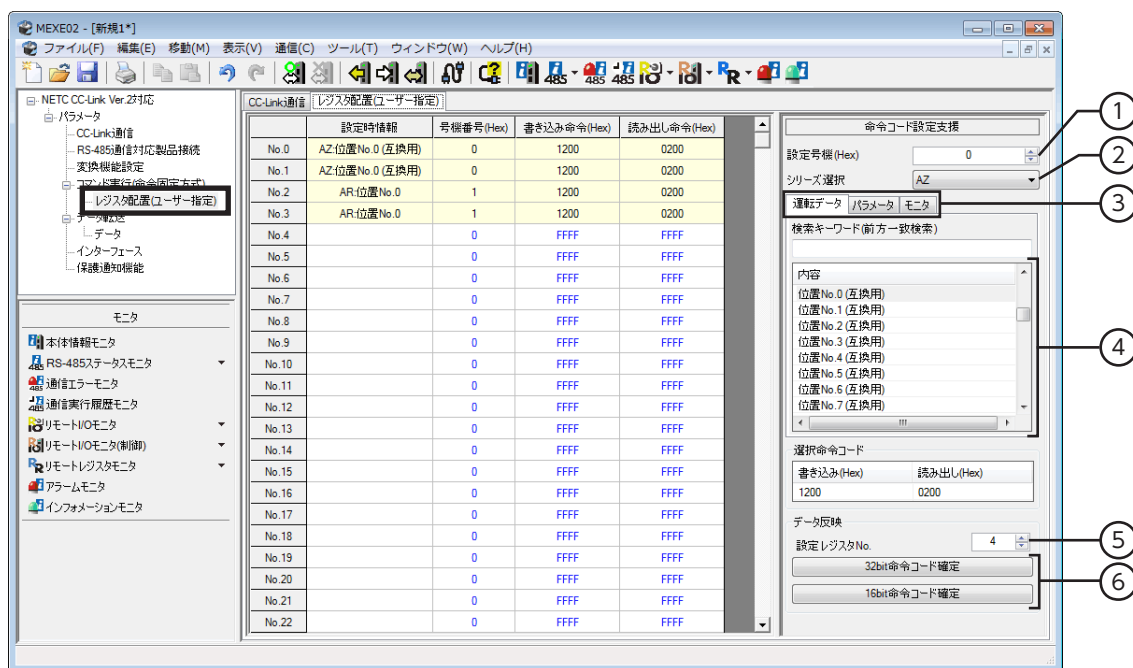 MEXE02 - [新規1*]
ファイル(F) 編集(E) 移動(M) 表示(V) 通信(C) ツール(T) ウィンドウ(W) ヘルプ(H)
NETC CC-Link Ver.2対応
パラメータ
CC-Link通信
RS-485通信対応製品接続
変換機能設定
コマンド実行(命令固定方式)
レジスタ配置(ユーザー指定)
データ転送
データ
インターフェース
保護通知機能
モニタ
本体情報モニタ
RS-485ステータスモニタ
通信エラーモニタ
通信実行履歴モニタ
リモートI/Oモニタ
リモートI/Oモニタ(制御)
リモートレジスタモニタ
アラームモニタ
インフォメーションモニタ
CC-Link通信 レジスタ配置(ユーザー指定)
設定時情報 号機番号(Hex) 書き込み命令(Hex) 読み出し命令(Hex)
No.0 AZ:位置No.0 (互換用) 0 1200 0200
No.1 AZ:位置No.0 (互換用) 0 1200 0200
No.2 AR:位置No.0 1 1200 0200
No.3 AR:位置No.0 1 1200 0200
No.4 0 FFFF FFFF
No.5 0 FFFF FFFF
No.6 0 FFFF FFFF
No.7 0 FFFF FFFF
No.8 0 FFFF FFFF
No.9 0 FFFF FFFF
No.10 0 FFFF FFFF
No.11 0 FFFF FFFF
No.12 0 FFFF FFFF
No.13 0 FFFF FFFF
No.14 0 FFFF FFFF
No.15 0 FFFF FFFF
No.16 0 FFFF FFFF
No.17 0 FFFF FFFF
No.18 0 FFFF FFFF
No.19 0 FFFF FFFF
No.20 0 FFFF FFFF
No.21 0 FFFF FFFF
No.22 0 FFFF FFFF
命令コード設定支援
設定号機(Hex) 0
シリーズ選択 AZ
運転データ パラメータ モニタ
検索キーワード(前方一致検索)
内容
位置No.0 (互換用)
位置No.1 (互換用)
位置No.2 (互換用)
位置No.3 (互換用)
位置No.4 (互換用)
位置No.5 (互換用)
位置No.6 (互換用)
位置No.7 (互換用)
選択命令コード
書き込み(Hex) 読み出し(Hex)
1200 0200
データ反映
設定レジスタNo. 4
32bit命令コード確定
16bit命令コード確定
1
2
3
4
5
6